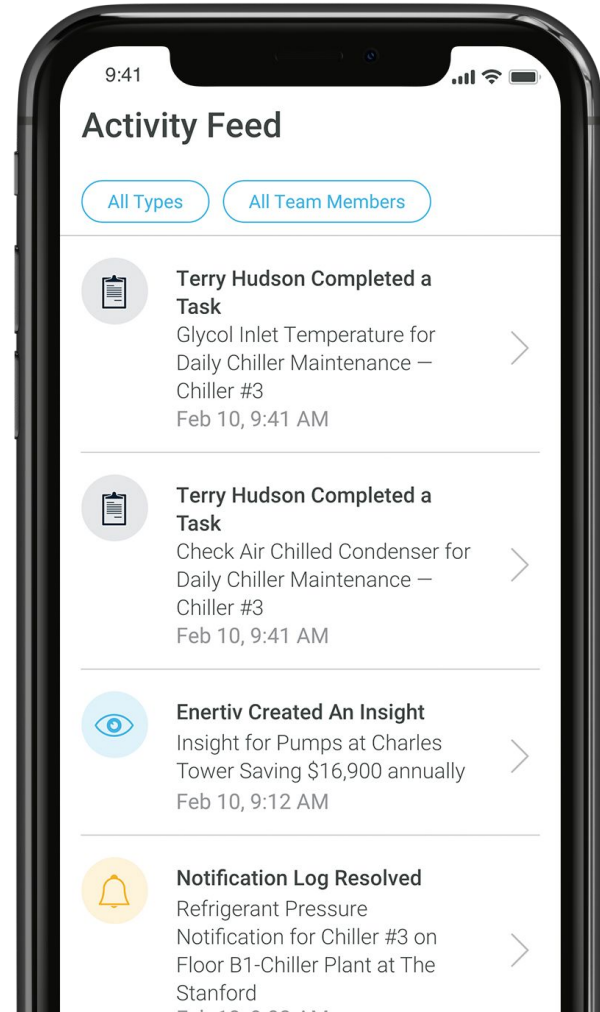 9:41
Activity Feed
All Types
All Team Members
Terry Hudson Completed a
Task
Glycol Inlet Temperature for
Daily Chiller Maintenance —
Chiller #3
Feb 10, 9:41 AM
Terry Hudson Completed a
Task
Check Air Chilled Condenser for
Daily Chiller Maintenance —
Chiller #3
Feb 10, 9:41 AM
Enertiv Created An Insight
Insight for Pumps at Charles
Tower Saving $16,900 annually
Feb 10, 9:12 AM
Notification Log Resolved
Refrigerant Pressure
Notification for Chiller #3 on
Floor B1-Chiller Plant at The
Stanford